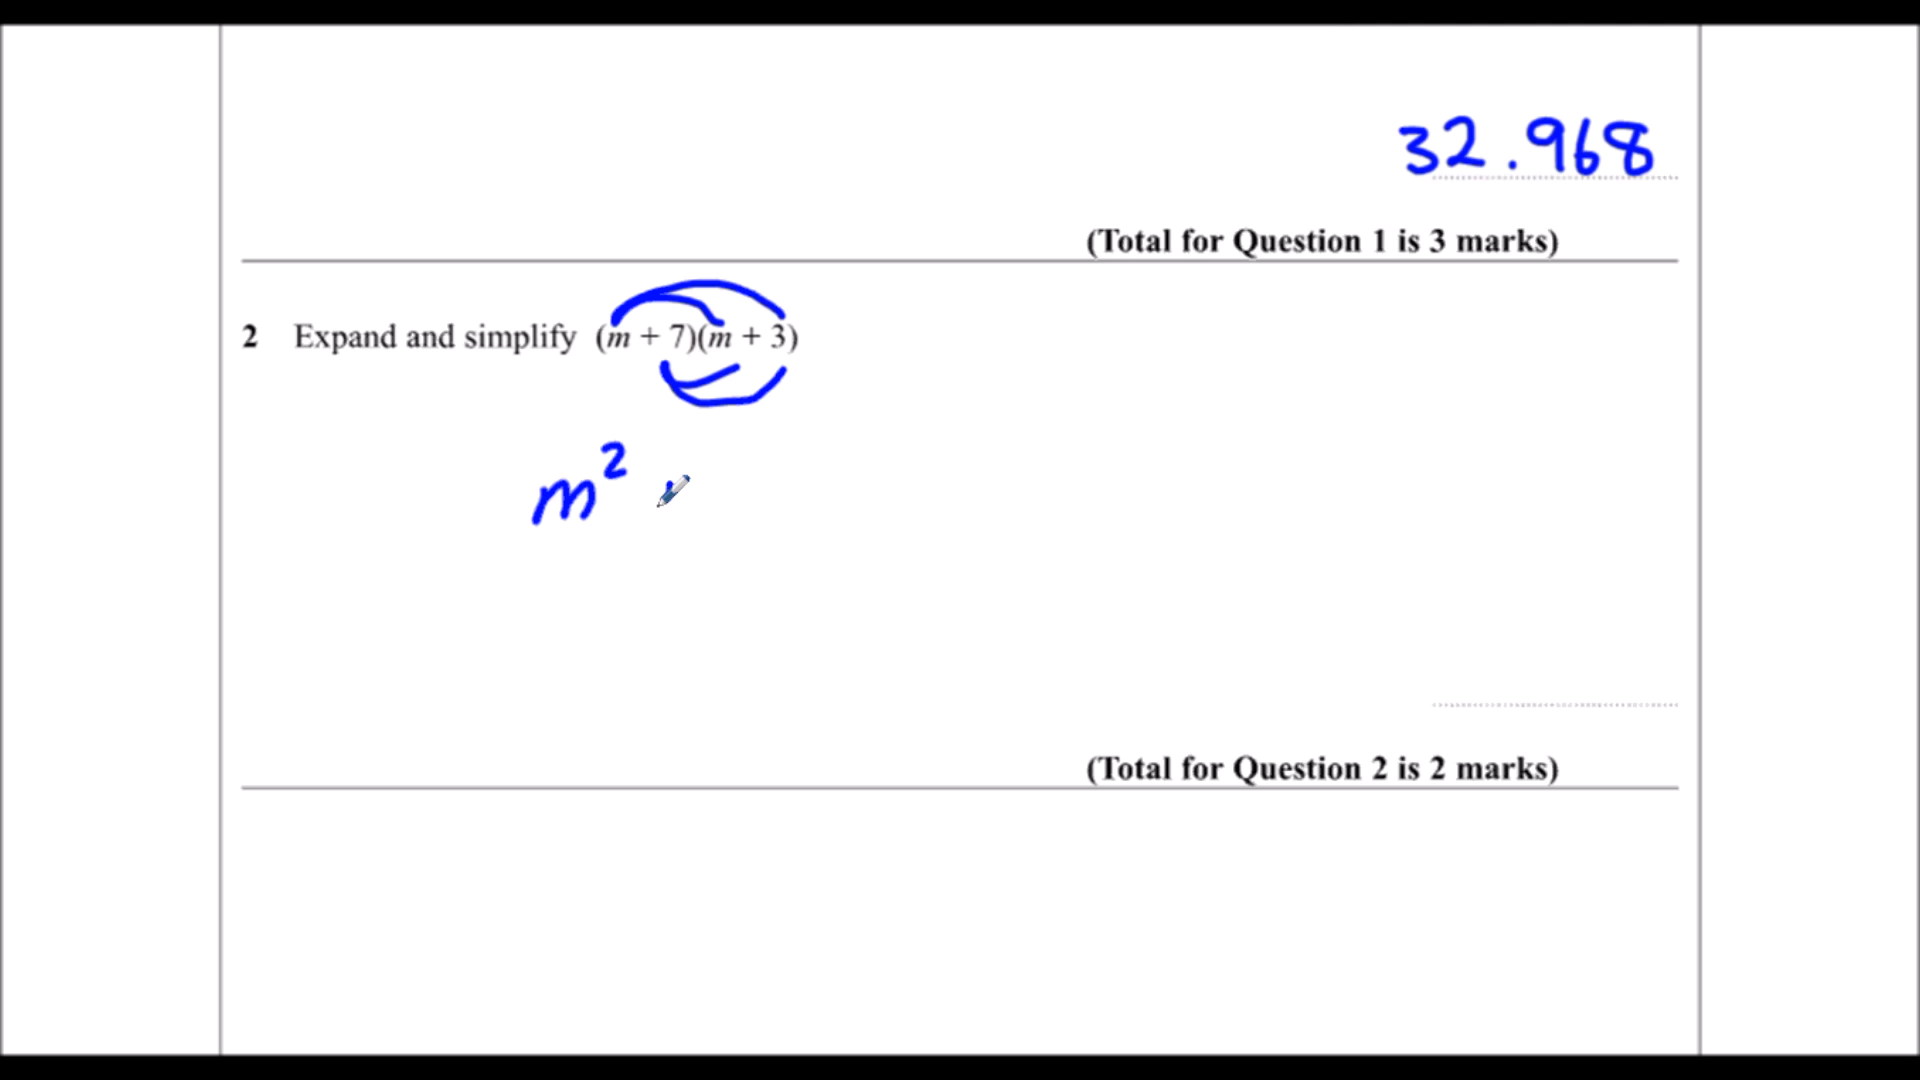 32.968
(Total for Question 1 is 3 marks)
2 Expand and simplify (m + 7)(m + 3)
m²
(Total for Question 2 is 2 marks)